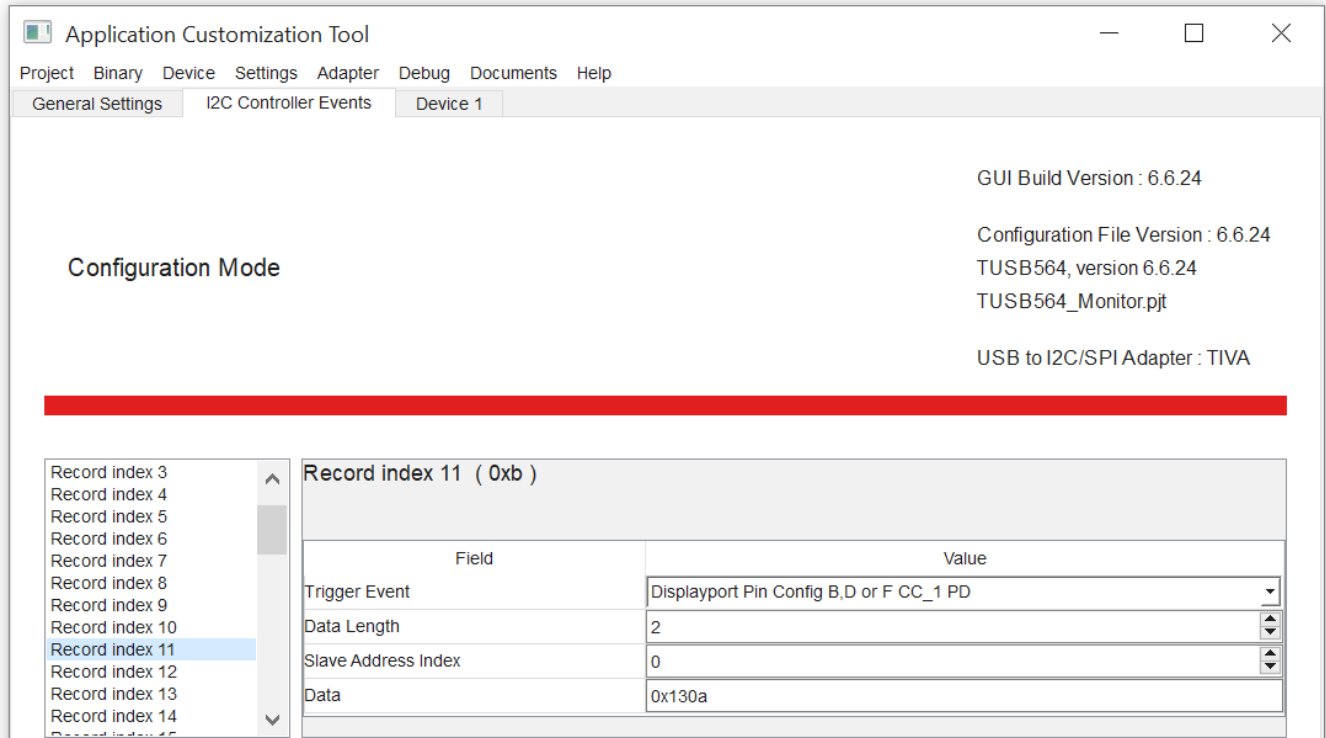 Application Customization Tool
Project Binary Device Settings Adapter Debug Documents Help
General Settings I2C Controller Events Device 1
GUI Build Version : 6.6.24
Configuration File Version : 6.6.24
Configuration Mode
TUSB564, version 6.6.24
TUSB564_Monitor.pjt
USB to I2C/SPI Adapter : TIVA
Record index 3
Record index 4
Record index 5
Record index 6
Record index 7
Record index 8
Record index 9
Record index 10
Record index 11
Record index 12
Record index 13
Record index 14
Record index 11 ( 0xb )
Field Value
Trigger Event Displayport Pin Config B,D or F CC_1 PD
Data Length 2
Slave Address Index 0
Data 0x130a